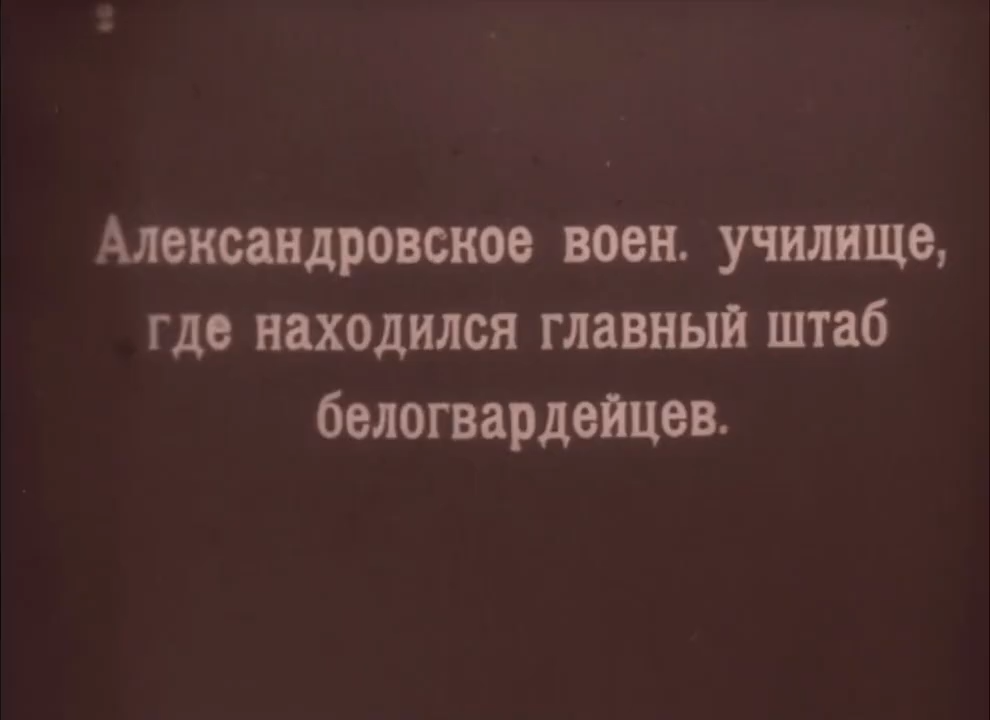 Александровское воен. училище,
где находился главный штаб
белогвардейцев.